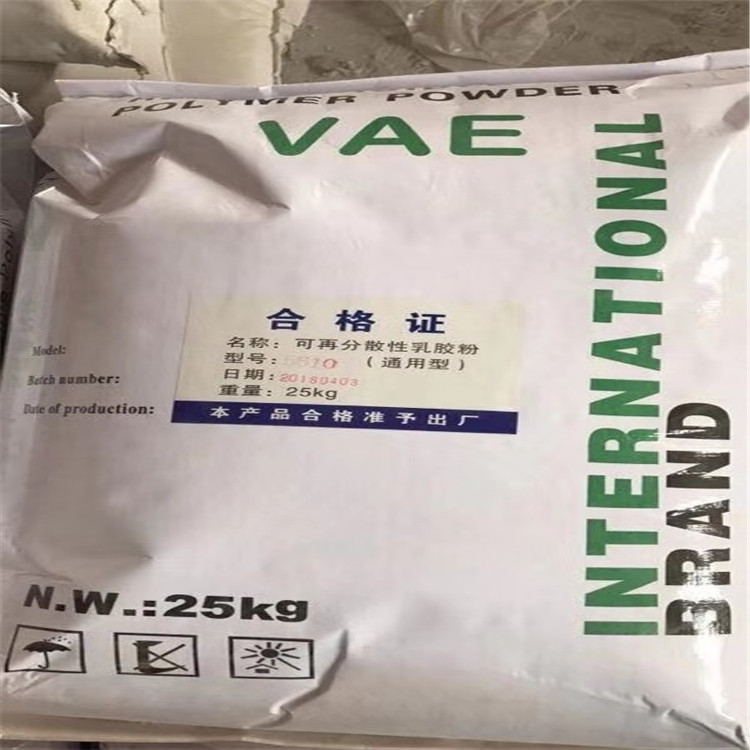 POLYMER POWDER
VAE
INTERNATIONAL
BRAND
合格证
名称：可再分散性乳胶粉
型号：5510（通用型）
日期：20180403
重量：25kg
本产品合格准予出厂
Model:
Batch number:
Date of production:
N.W.:25kg